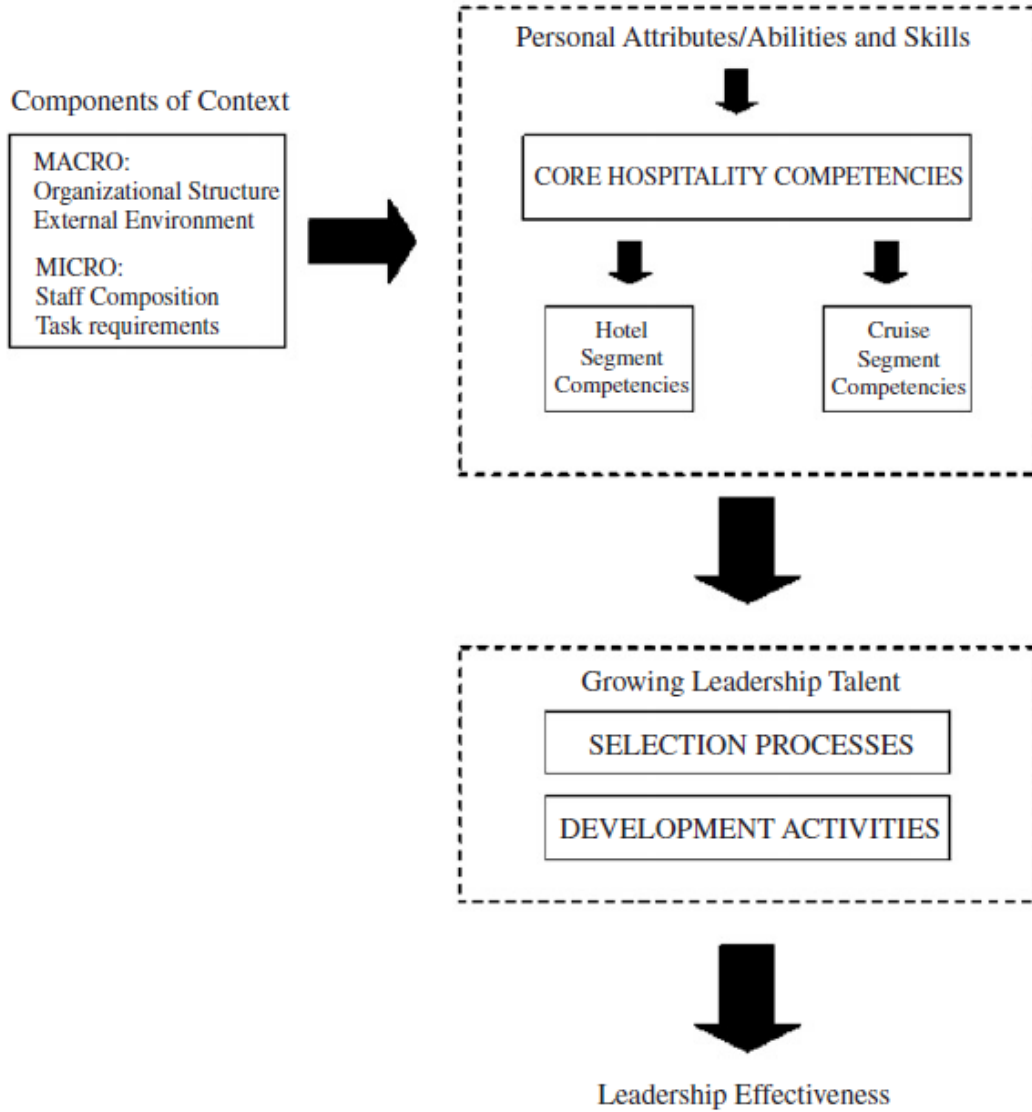 Personal Attributes/Abilities and Skills
Components of Context
MACRO:
Organizational Structure
External Environment
MICRO:
Staff Composition
Task requirements
CORE HOSPITALITY COMPETENCIES
Hotel
Segment
Competencies
Cruise
Segment
Competencies
Growing Leadership Talent
SELECTION PROCESSES
DEVELOPMENT ACTIVITIES
Leadership Effectiveness